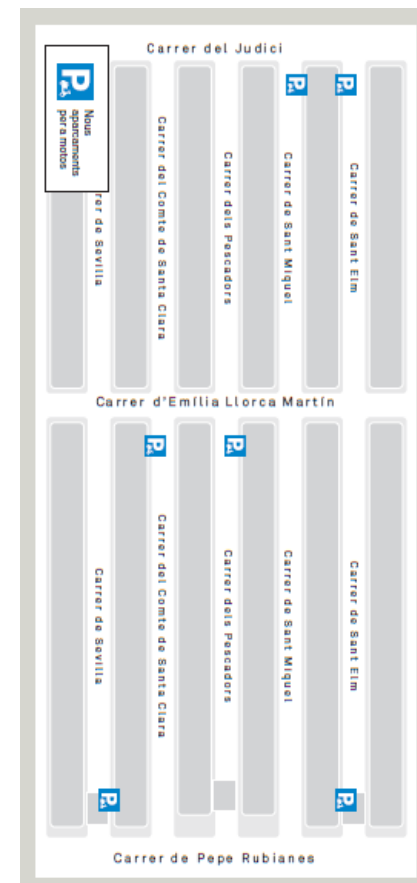 Carrer del Judici
P
Nous
aparcaments
per a motos
rer de Sevilla
Carrer del Comte de Santa Clara
Carrer dels Pescadors
Carrer de Sant Miquel
Carrer de Sant Elm
P
P
Carrer d'Emília Llorca Martín
P
P
Carrer de Sevilla
Carrer del Comte de Santa Clara
Carrer dels Pescadors
Carrer de Sant Miquel
Carrer de Sant Elm
P
P
Carrer de Pepe Rubianes